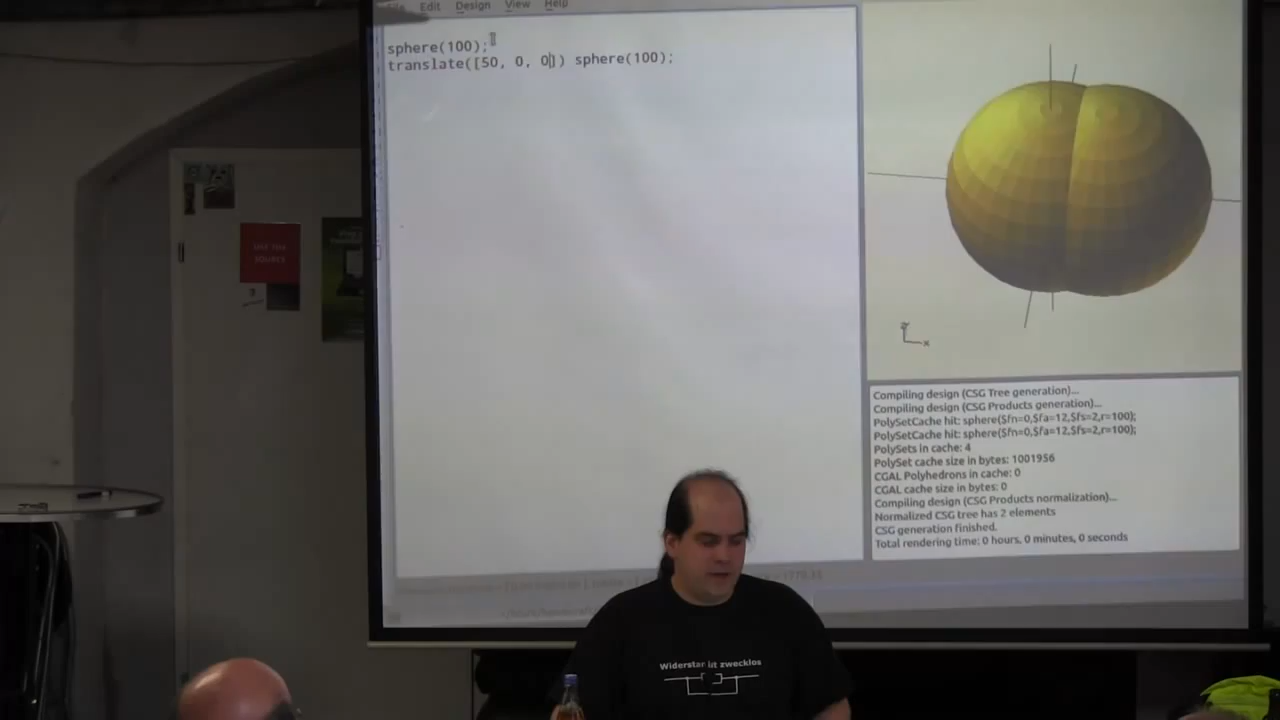 Edit Design View Help
sphere(100);
translate([50, 0, 0]) sphere(100);
x
Compiling design (CSG Tree generation)...
Compiling design (CSG Products generation)...
PolySetCache hit: sphere($fn=0,$fa=12,$fs=2,r=100);
PolySetCache hit: sphere($fn=0,$fa=12,$fs=2,r=100);
PolySets in cache: 4
PolySet cache size in bytes: 1001956
CGAL Polyhedrons in cache: 0
CGAL cache size in bytes: 0
Compiling design (CSG Products normalization)...
Normalized CSG tree has 2 elements
CSG generation finished.
Total rendering time: 0 hours, 0 minutes, 0 seconds
USE THE
SOURCE
Widerstand ist zwecklos